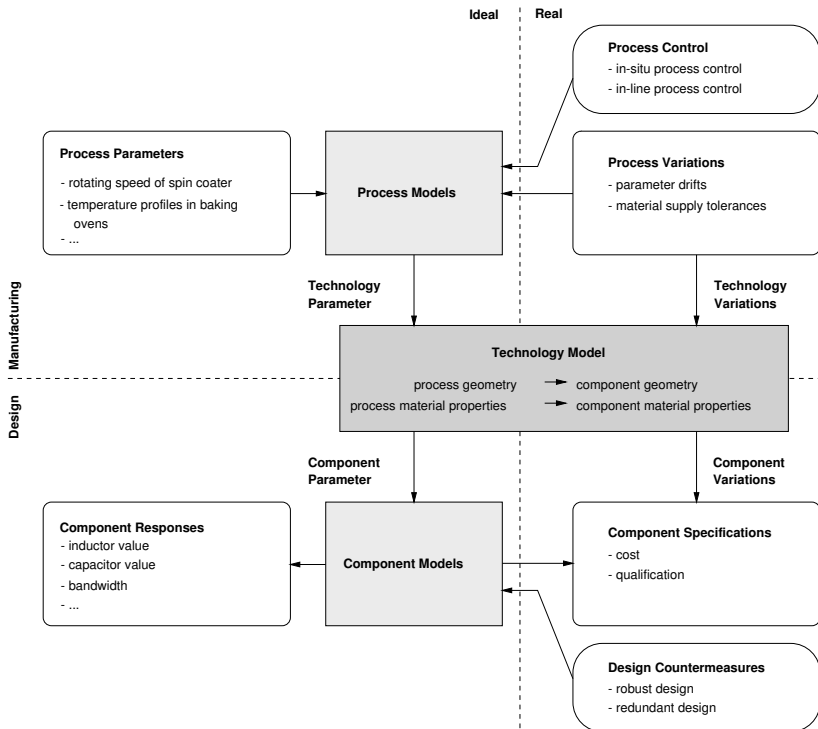 Ideal
Real
Process Control
- in-situ process control
- in-line process control
Process Parameters
- rotating speed of spin coater
- temperature profiles in baking
ovens
- ...
Process Models
Process Variations
- parameter drifts
- material supply tolerances
Manufacturing
Technology
Parameter
Technology
Variations
Technology Model
process geometry component geometry
process material properties component material properties
Design
Component
Parameter
Component
Variations
Component Responses
- inductor value
- capacitor value
- bandwidth
- ...
Component Models
Component Specifications
- cost
- qualification
Design Countermeasures
- robust design
- redundant design